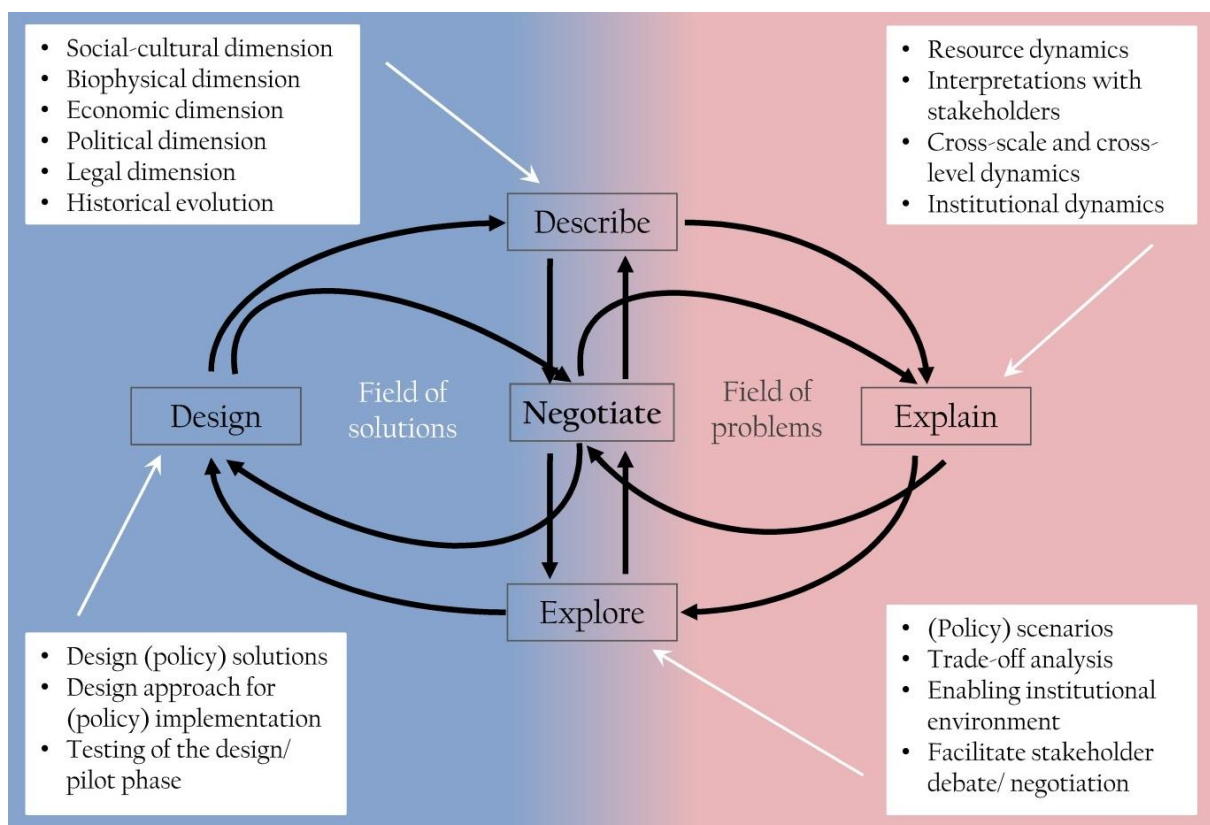 • Social-cultural dimension
• Biophysical dimension
• Economic dimension
• Political dimension
• Legal dimension
• Historical evolution
• Resource dynamics
• Interpretations with
stakeholders
• Cross-scale and cross-
level dynamics
• Institutional dynamics
Describe
Design
Field of
solutions
Negotiate
Field of
problems
Explain
Explore
• Design (policy) solutions
• Design approach for
(policy) implementation
• Testing of the design/
pilot phase
• (Policy) scenarios
• Trade-off analysis
• Enabling institutional
environment
• Facilitate stakeholder
debate/ negotiation